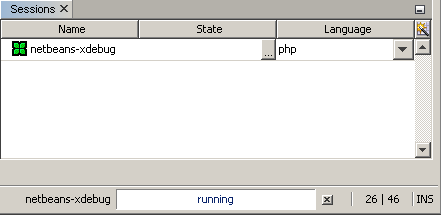 Sessions
Name State Language
netbeans-xdebug ... php
netbeans-xdebug running 26 | 46 INS